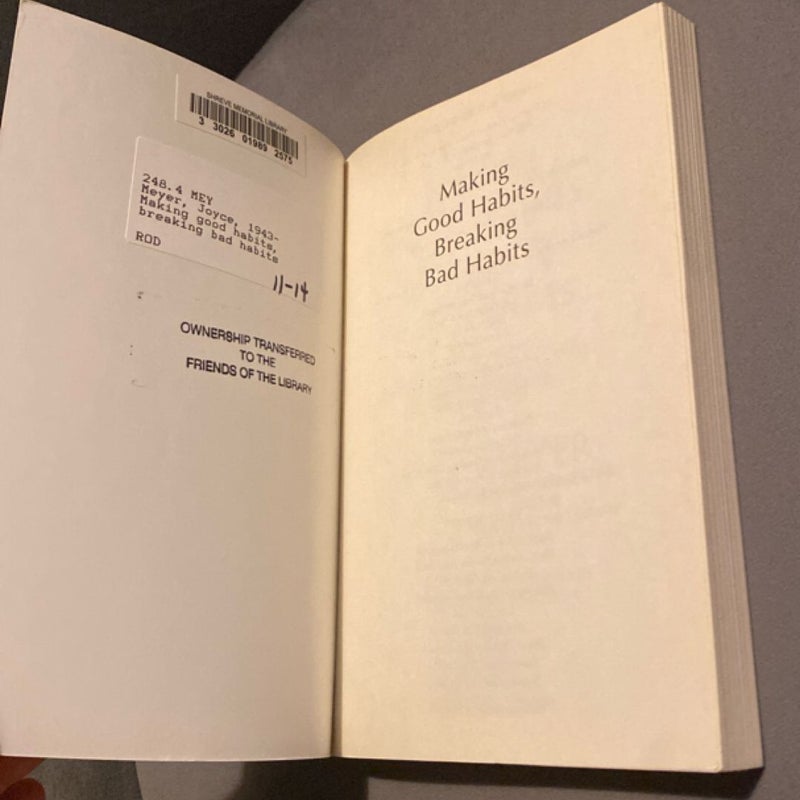 SHREVE MEMORIAL LIBRARY
3 3026 01989 2575
248.4 MEY
Meyer, Joyce, 1943-
Making good habits,
breaking bad habits
ROD
11-14
OWNERSHIP TRANSFERRED
TO THE
FRIENDS OF THE LIBRARY
Making
Good Habits,
Breaking
Bad Habits